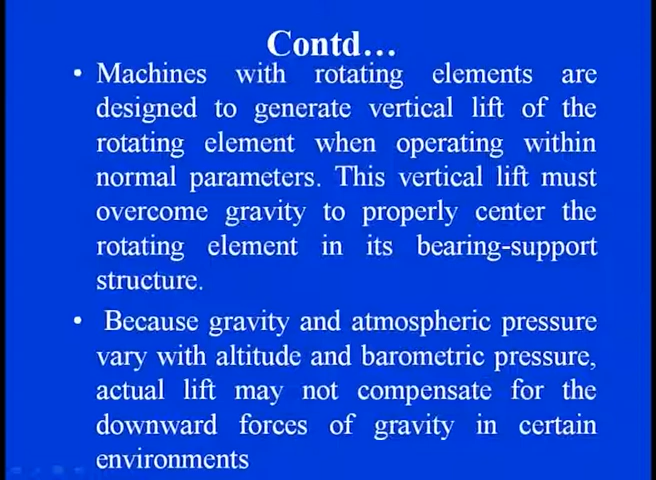 Contd…
• Machines with rotating elements are
designed to generate vertical lift of the
rotating element when operating within
normal parameters. This vertical lift must
overcome gravity to properly center the
rotating element in its bearing-support
structure.
• Because gravity and atmospheric pressure
vary with altitude and barometric pressure,
actual lift may not compensate for the
downward forces of gravity in certain
environments